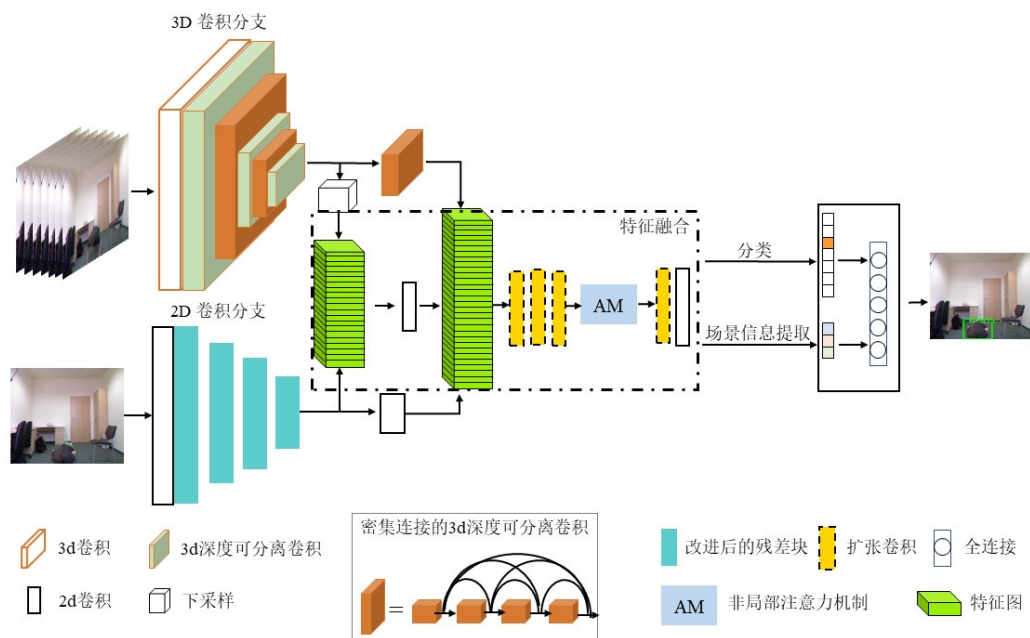 3D 卷积分支
特征融合
分类
AM
2D 卷积分支
场景信息提取
密集连接的3d深度可分离卷积
3d卷积
3d深度可分离卷积
改进后的残差块
扩张卷积
全连接
2d卷积
下采样
=
AM
非局部注意力机制
特征图